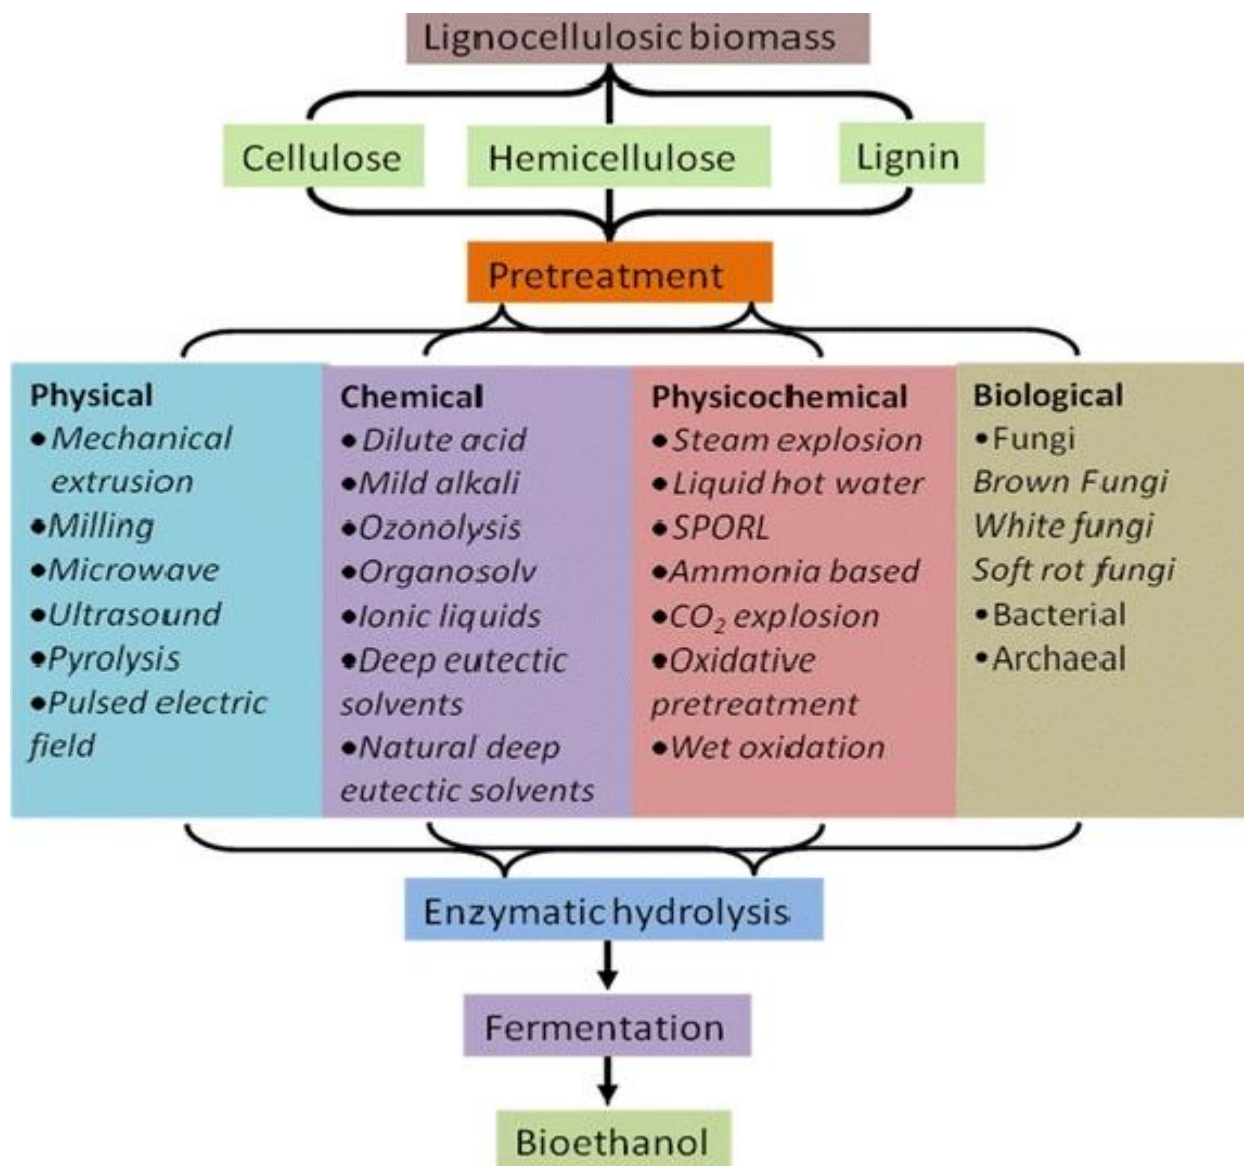 Lignocellulosic biomass
Cellulose
Hemicellulose
Lignin
Pretreatment
Physical
•Mechanical
extrusion
•Milling
•Microwave
•Ultrasound
•Pyrolysis
•Pulsed electric
field
Chemical
•Dilute acid
•Mild alkali
•Ozonolysis
•Organosolv
•Ionic liquids
•Deep eutectic
solvents
•Natural deep
eutectic solvents
Physicochemical
•Steam explosion
•Liquid hot water
•SPORL
•Ammonia based
•CO₂ explosion
•Oxidative
pretreatment
•Wet oxidation
Biological
•Fungi
Brown Fungi
White fungi
Soft rot fungi
•Bacterial
•Archaeal
Enzymatic hydrolysis
Fermentation
Bioethanol